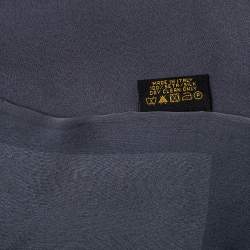 MADE IN ITALY
100% SETA-SILK
DRY CLEAN ONLY